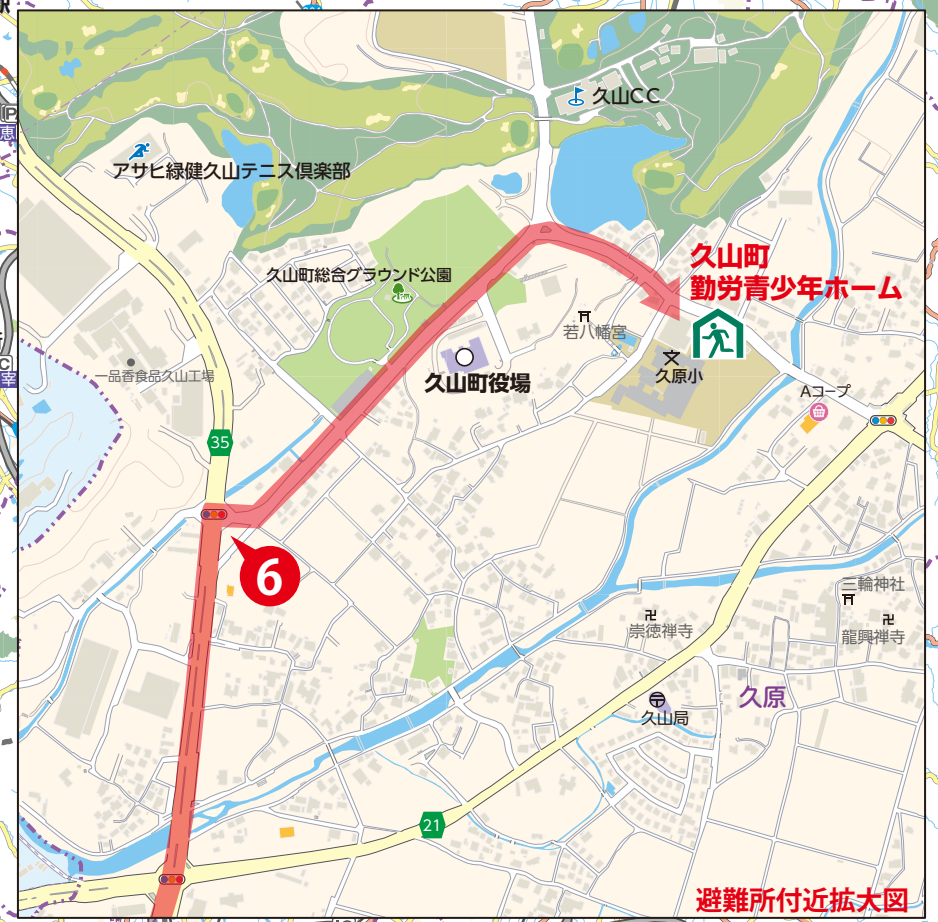 駅
P
恵
C
宰
久山CC
アサヒ緑健久山テニス倶楽部
久山町総合グラウンド公園
久山町
勤労青少年ホーム
若八幡宮
文
久原小
久山町役場
一品香食品久山工場
Aコープ
35
6
三輪神社
崇徳禅寺
龍興禅寺
久原
久山局
21
避難所付近拡大図